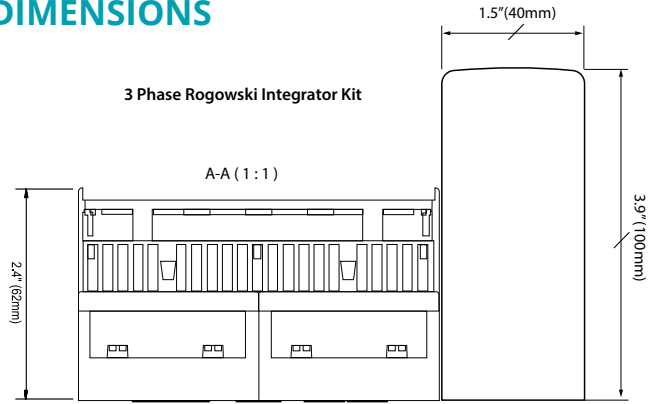 DIMENSIONS
1.5”(40mm)
3 Phase Rogowski Integrator Kit
A-A ( 1 : 1 )
2.4" (62mm)
3.9”(100mm)